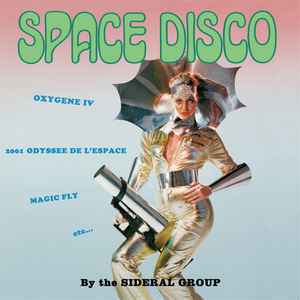 SPACE DISCO
OXYGENE IV
2001 ODYSSEE DE L'ESPACE
MAGIC FLY
etc...
By the SIDERAL GROUP